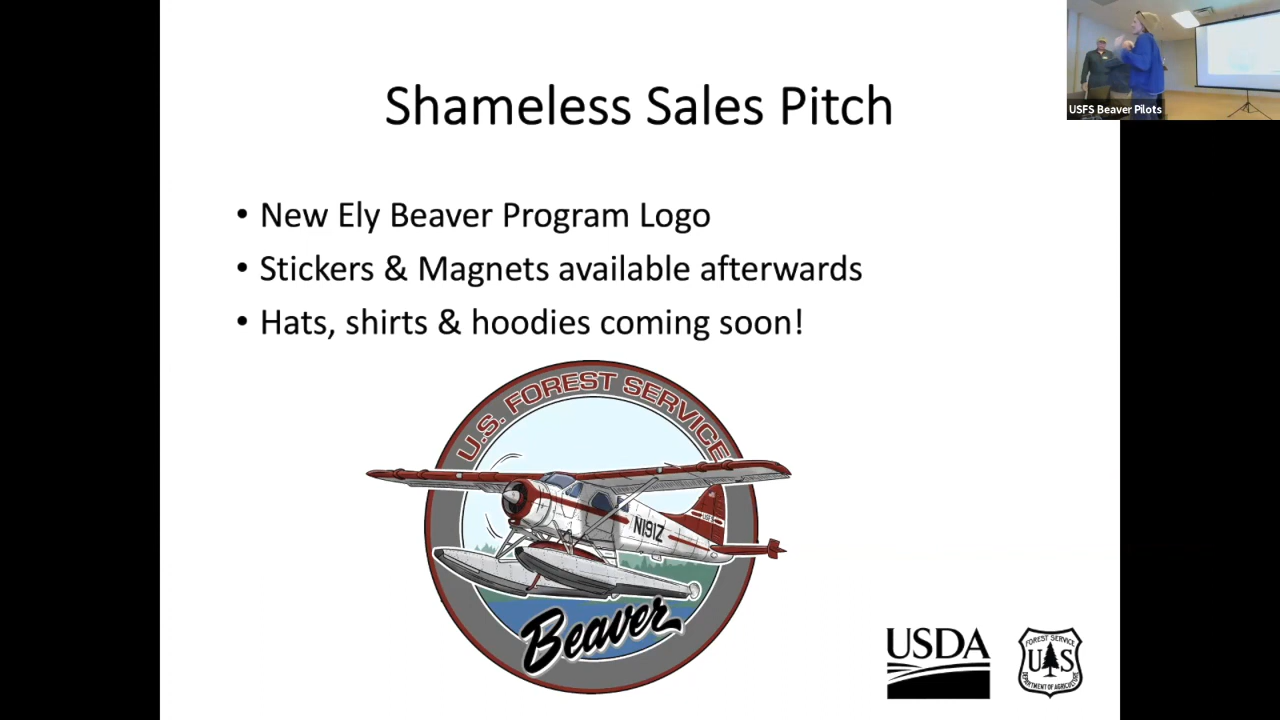 Shameless Sales Pitch
USFS Beaver Pilots
• New Ely Beaver Program Logo
• Stickers & Magnets available afterwards
• Hats, shirts & hoodies coming soon!
U.S. FOREST SERVICE
N191Z
Beaver
USDA
FOREST SERVICE
U S
DEPARTMENT OF AGRICULTURE